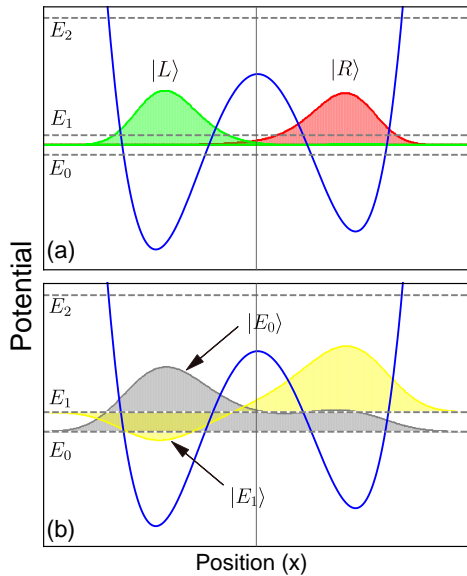 E₂
|L⟩
|R⟩
E₁
E₀
(a)
Potential
E₂
|E₀⟩
E₁
E₀
|E₁⟩
(b)
Position (x)